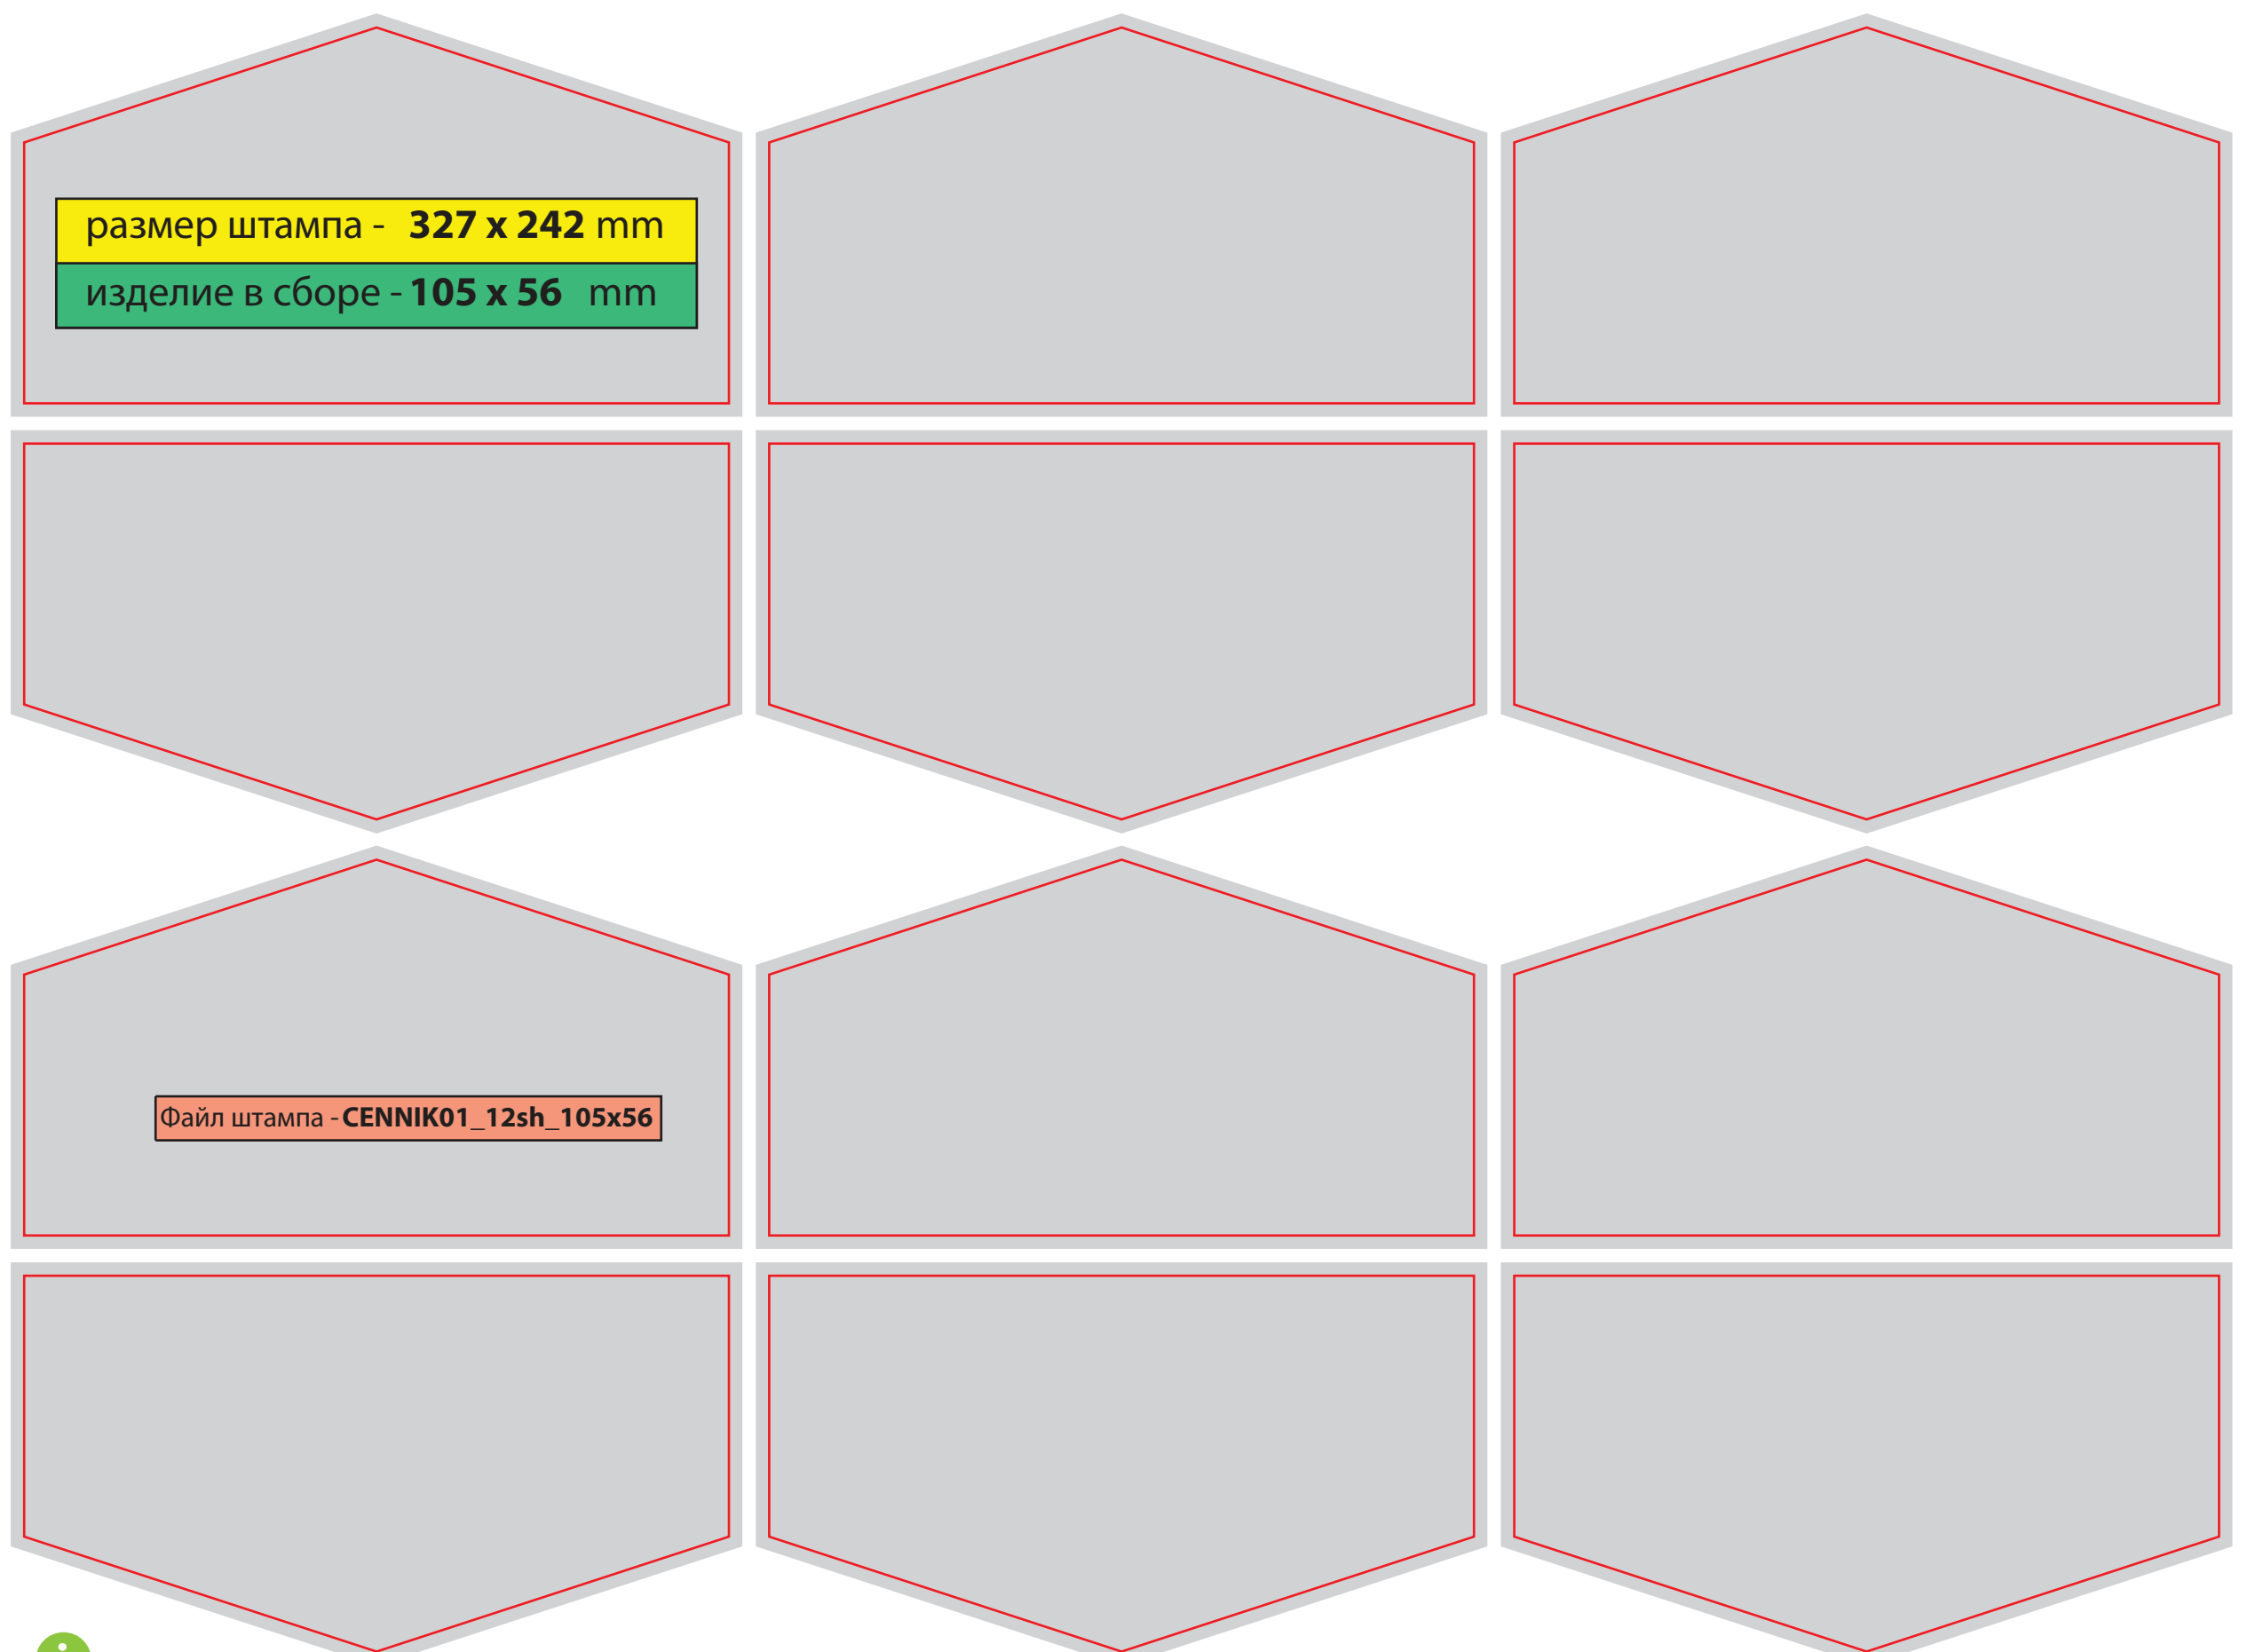 размер штампа - 327 x 242 mm
изделие в сборе - 105 x 56 mm
Файл штампа - CENNIK01_12sh_105x56